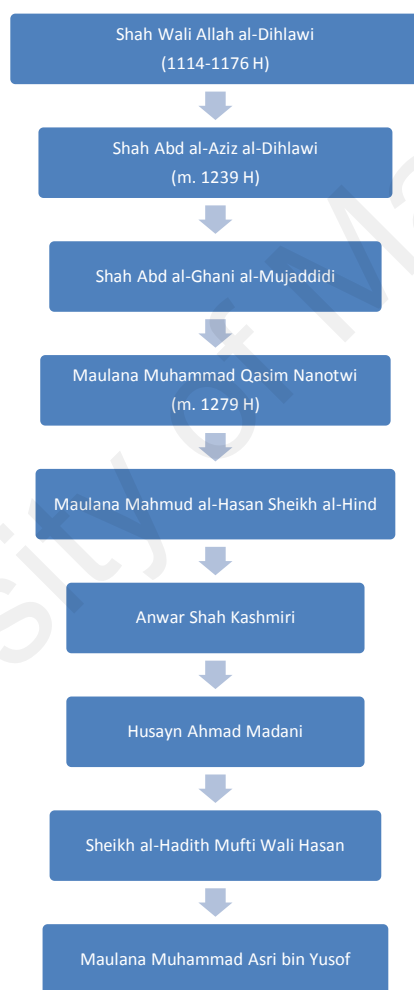 Shah Wali Allah al-Dihlawi
(1114-1176 H)
Shah Abd al-Aziz al-Dihlawi
(m. 1239 H)
Shah Abd al-Ghani al-Mujaddidi
Maulana Muhammad Qasim Nanotwi
(m. 1279 H)
Maulana Mahmud al-Hasan Sheikh al-Hind
Anwar Shah Kashmiri
Husayn Ahmad Madani
Sheikh al-Hadith Mufti Wali Hasan
Maulana Muhammad Asri bin Yusof